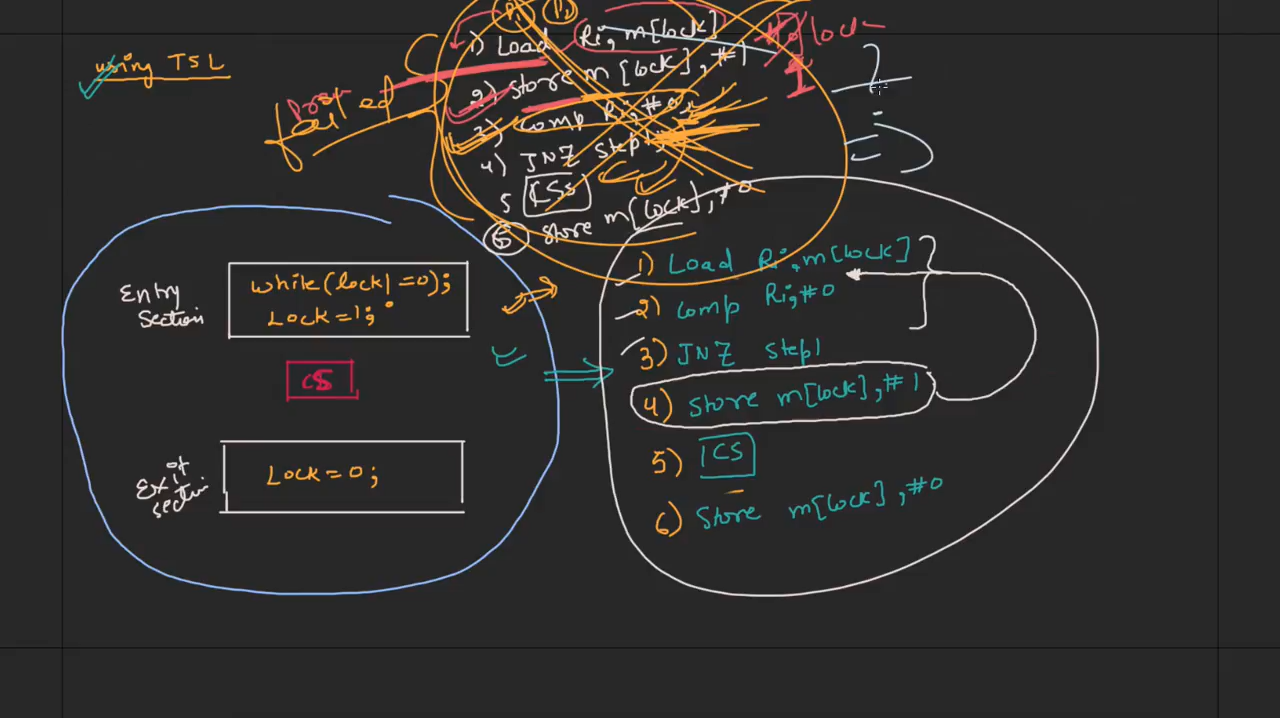 using TSL
1) Load Ri, m[lock]
lock
1
2) store m[lock], #1
3) comp Ri, #0
4) JNZ Step1
5 CS
6 store m[lock], #0
Entry
Section
while(lock!=0);
Lock=1;
CS
Exit
section
Lock=0;
1) Load Ri, m[lock]
2) comp Ri, #0
3) JNZ Step1
4) Store m[lock], #1
5) CS
6) Store m[lock], #0